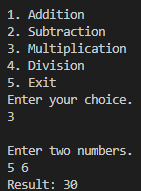 1. Addition
2. Subtraction
3. Multiplication
4. Division
5. Exit
Enter your choice.
3

Enter two numbers.
5 6
Result: 30